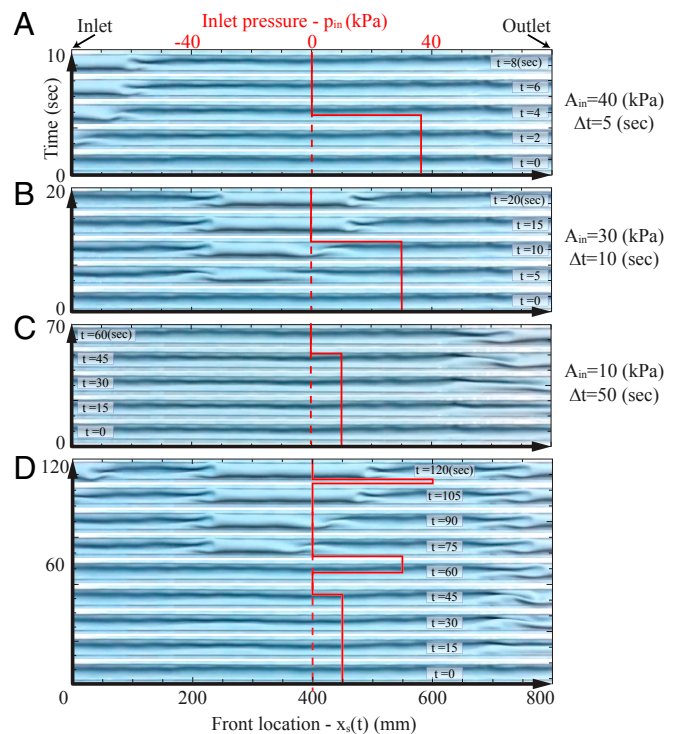 A
Inlet
Inlet pressure - pᵢₙ (kPa)
Outlet
-40
0
40
10
Time (sec)
0
t =8(sec)
t=6
t=4
t=2
t=0
Aᵢₙ=40 (kPa)
Δt=5 (sec)
B
20
0
t=20(sec)
t=15
t=10
t=5
t=0
Aᵢₙ=30 (kPa)
Δt=10 (sec)
C
70
0
t=60(sec)
t=45
t=30
t=15
t=0
Aᵢₙ=10 (kPa)
Δt=50 (sec)
D
120
60
t=120(sec)
t=105
t=90
t=75
t=60
t=45
t=30
t=15
t=0
0
200
400
600
800
Front location - xₛ(t) (mm)